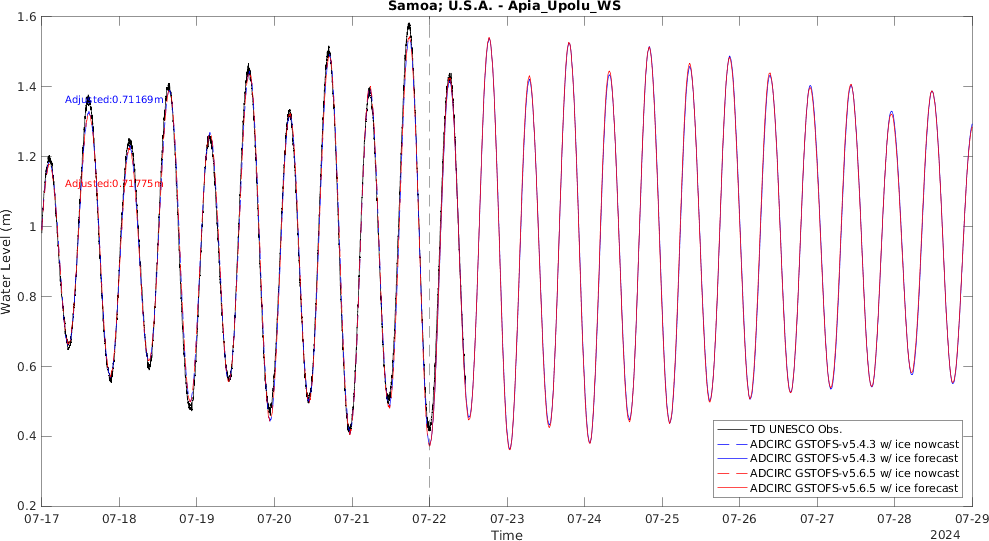 Samoa; U.S.A. - Apia_Upolu_WS
1.6
1.4
1.2
1
0.8
0.6
0.4
0.2
Water Level (m)
Adjusted:0.71169m
Adjusted:0.71775m
TD UNESCO Obs.
ADCIRC GSTOFS-v5.4.3 w/ ice nowcast
ADCIRC GSTOFS-v5.4.3 w/ ice forecast
ADCIRC GSTOFS-v5.6.5 w/ ice nowcast
ADCIRC GSTOFS-v5.6.5 w/ ice forecast
07-17 07-18 07-19 07-20 07-21 07-22 07-23 07-24 07-25 07-26 07-27 07-28 07-29
Time
2024